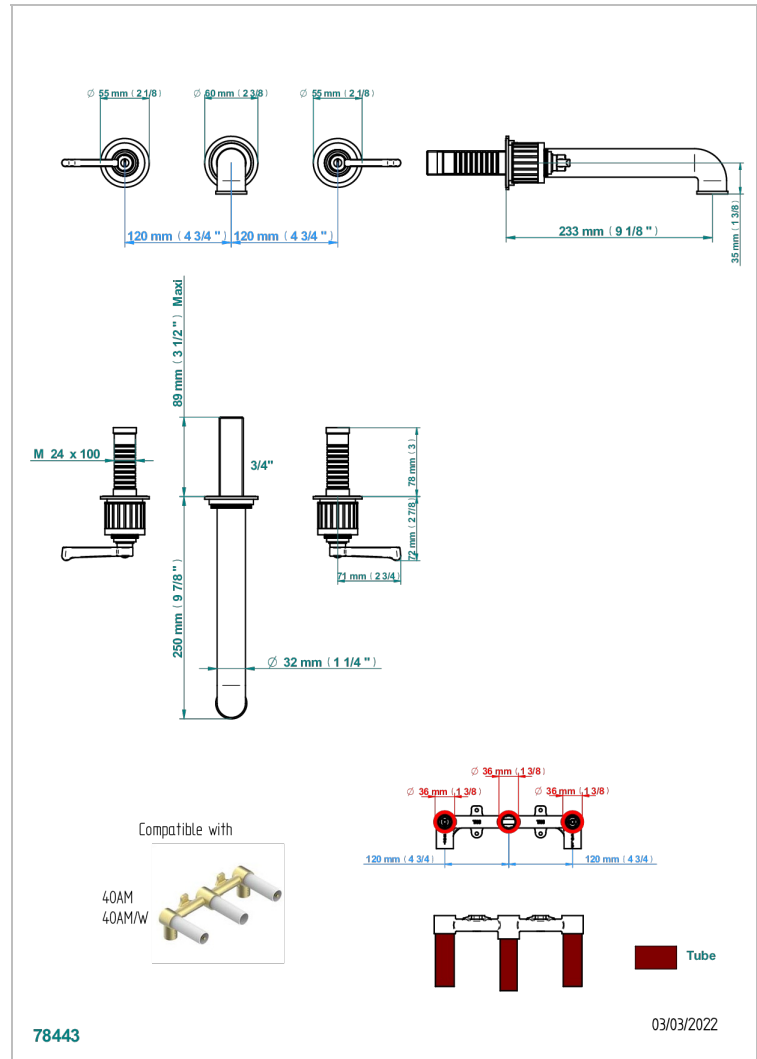 Ø 55 mm ( 2 1/8 )
Ø 60 mm ( 2 3/8 )
Ø 55 mm ( 2 1/8 )
120 mm ( 4 3/4 " )
120 mm ( 4 3/4 " )
233 mm ( 9 1/8 " )
35 mm ( 1 3/8 )
89 mm ( 3 1/2 " ) Maxi
M 24 x 100
3/4"
78 mm ( 3 )
72 mm ( 2 7/8 )
71 mm ( 2 3/4 )
250 mm ( 9 7/8 " )
Ø 32 mm ( 1 1/4 " )
Ø 36 mm ( 1 3/8 )
Ø 36 mm ( 1 3/8 )
Ø 36 mm ( 1 3/8 )
120 mm ( 4 3/4 )
120 mm ( 4 3/4 )
Compatible with
40AM
40AM/W
Tube
03/03/2022
78443